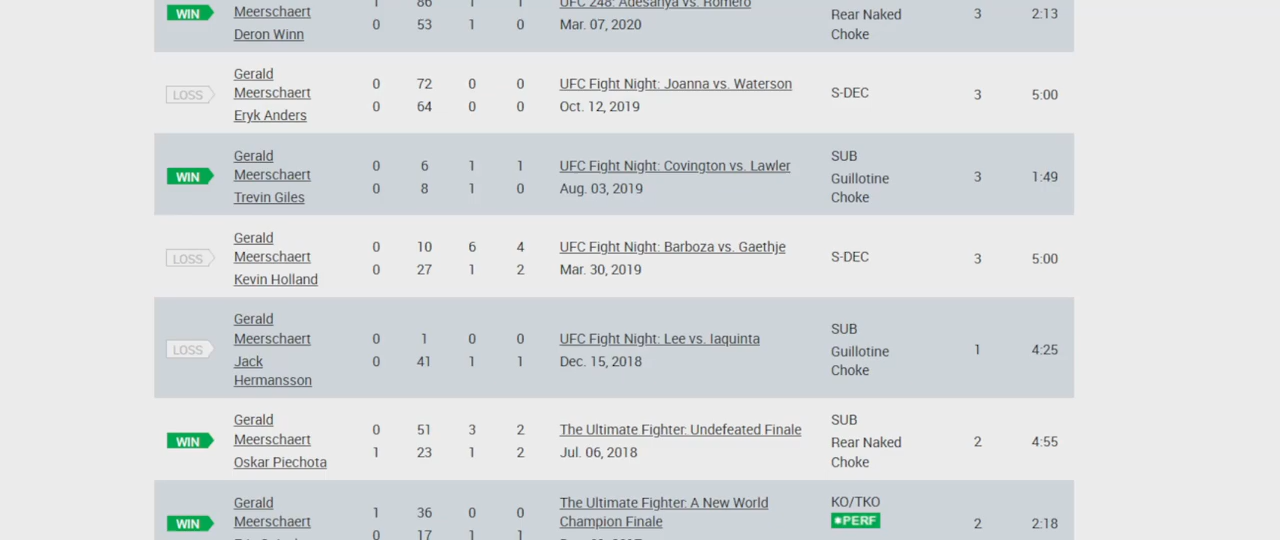 Meerschaert 1 86 1 1 UFC 248: Adesanya vs. Romero
WIN
Deron Winn 0 53 1 0 Mar. 07, 2020
Rear Naked
Choke
3 2:13
LOSS
Gerald
Meerschaert
Eryk Anders
0 72 0 0
0 64 0 0
UFC Fight Night: Joanna vs. Waterson
Oct. 12, 2019
S-DEC
3 5:00
WIN
Gerald
Meerschaert
Trevin Giles
0 6 1 1
0 8 1 0
UFC Fight Night: Covington vs. Lawler
Aug. 03, 2019
SUB
Guillotine
Choke
3 1:49
LOSS
Gerald
Meerschaert
Kevin Holland
0 10 6 4
0 27 1 2
UFC Fight Night: Barboza vs. Gaethje
Mar. 30, 2019
S-DEC
3 5:00
LOSS
Gerald
Meerschaert
Jack
Hermansson
0 1 0 0
0 41 1 1
UFC Fight Night: Lee vs. Iaquinta
Dec. 15, 2018
SUB
Guillotine
Choke
1 4:25
WIN
Gerald
Meerschaert
Oskar Piechota
0 51 3 2
1 23 1 2
The Ultimate Fighter: Undefeated Finale
Jul. 06, 2018
SUB
Rear Naked
Choke
2 4:55
WIN
Gerald
Meerschaert
1 36 0 0
0 17 1 1
The Ultimate Fighter: A New World
Champion Finale
KO/TKO
PERF
2 2:18